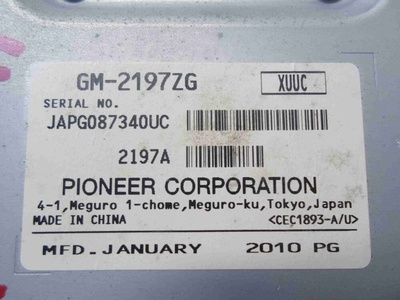 GM-2197ZG XUUC
SERIAL NO.
JAPG087340UC
2197A
PIONEER CORPORATION
4-1,Meguro 1-chome,Meguro-ku,Tokyo,Japan
MADE IN CHINA <CEC1893-A/U>
MFD.JANUARY 2010 PG